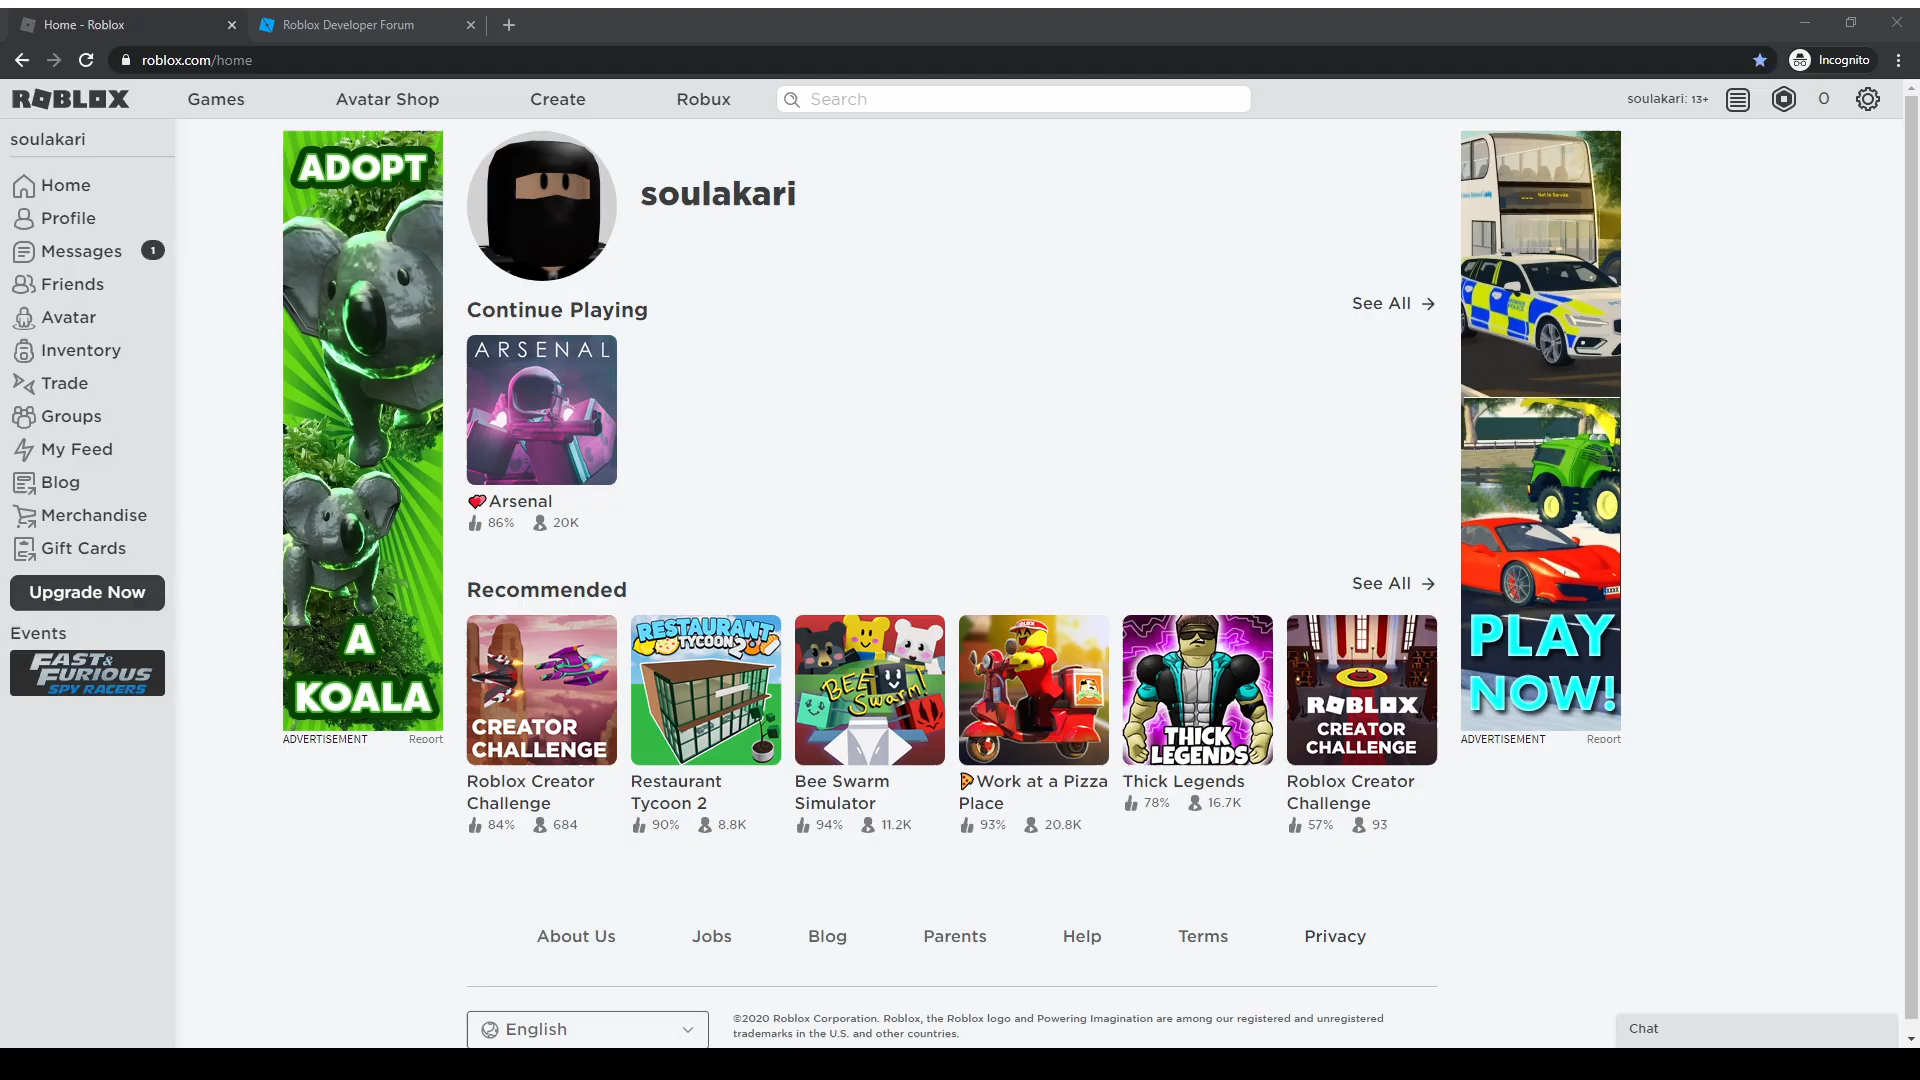 Home - Roblox
Roblox Developer Forum
roblox.com/home
Incognito
ROBLOX
Games
Avatar Shop
Create
Robux
Search
soulakari: 13+
0
soulakari
Home
Profile
Messages
1
Friends
Avatar
Inventory
Trade
Groups
My Feed
Blog
Merchandise
Gift Cards
Upgrade Now
Events
FAST &
FURIOUS
SPY RACERS
ADOPT
A
KOALA
ADVERTISEMENT
Report
soulakari
Continue Playing
See All
ARSENAL
Arsenal
86%
20K
Recommended
See All
CREATOR
CHALLENGE
Roblox Creator
Challenge
84%
684
RESTAURANT
TYCOON 2
Restaurant
Tycoon 2
90%
8.8K
BEE
Swarm!
Bee Swarm
Simulator
94%
11.2K
Work at a Pizza
Place
93%
20.8K
THICK
LEGENDS
Thick Legends
78%
16.7K
ROBLOX
CREATOR
CHALLENGE
Roblox Creator
Challenge
57%
93
Not In Service
PLAY
NOW!
ADVERTISEMENT
Report
About Us
Jobs
Blog
Parents
Help
Terms
Privacy
English
©2020 Roblox Corporation. Roblox, the Roblox logo and Powering Imagination are among our registered and unregistered
trademarks in the U.S. and other countries.
Chat